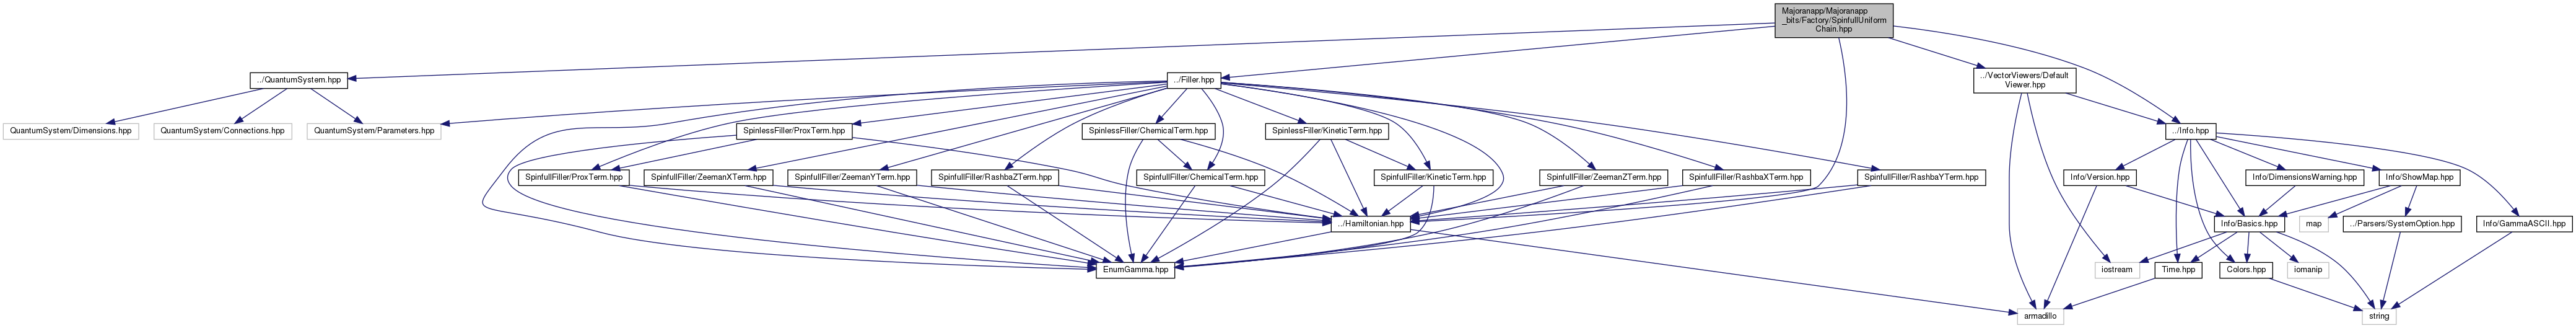 Majoranapp/Majoranapp
_bits/Factory/SpinfullUniform
Chain.hpp
../QuantumSystem.hpp
../Filler.hpp
../VectorViewers/Default
Viewer.hpp
QuantumSystem/Dimensions.hpp
QuantumSystem/Connections.hpp
QuantumSystem/Parameters.hpp
SpinlessFiller/ProxTerm.hpp
SpinlessFiller/ChemicalTerm.hpp
SpinlessFiller/KineticTerm.hpp
../Info.hpp
SpinfullFiller/ProxTerm.hpp
SpinfullFiller/ZeemanXTerm.hpp
SpinfullFiller/ZeemanYTerm.hpp
SpinfullFiller/RashbaZTerm.hpp
SpinfullFiller/ChemicalTerm.hpp
SpinfullFiller/KineticTerm.hpp
SpinfullFiller/ZeemanZTerm.hpp
SpinfullFiller/RashbaXTerm.hpp
SpinfullFiller/RashbaYTerm.hpp
Info/Version.hpp
Info/DimensionsWarning.hpp
Info/ShowMap.hpp
../Hamiltonian.hpp
Info/Basics.hpp
map
../Parsers/SystemOption.hpp
Info/GammaASCII.hpp
EnumGamma.hpp
iostream
Time.hpp
Colors.hpp
iomanip
armadillo
string